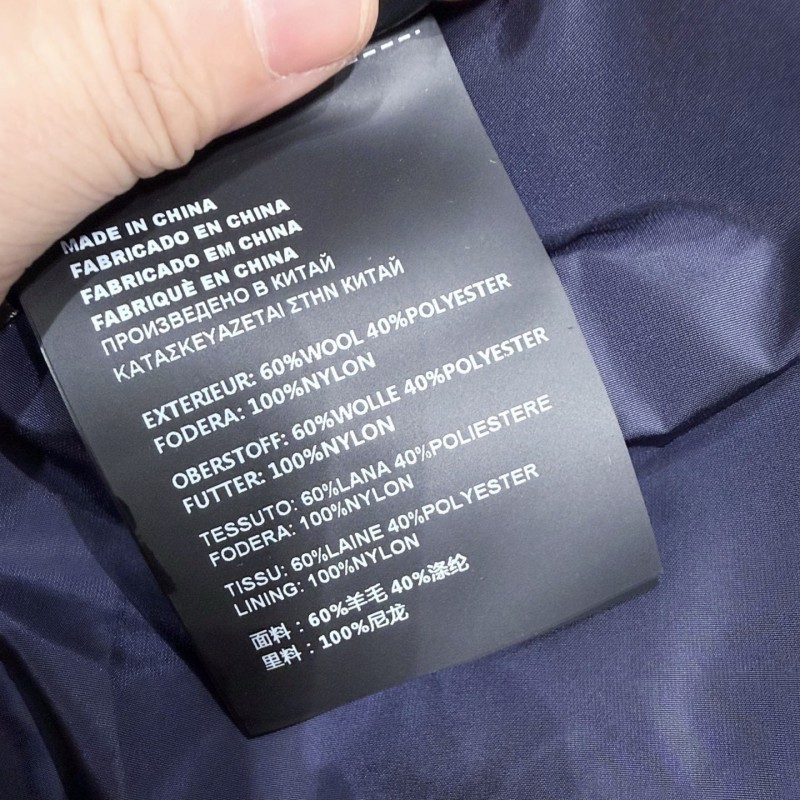 MADE IN CHINA
FABRICADO EN CHINA
FABRICADO EM CHINA
FABRIQUÈ EN CHINA
ПРОИЗВЕДЕНО В КИТАЙ
ΚΑΤΑΣΚΕΥΑΖΕΤΑΙ ΣΤΗΝ КИТАЙ
EXTERIEUR: 60%WOOL 40%POLYESTER
FODERA: 100%NYLON
OBERSTOFF: 60%WOLLE 40%POLYESTER
FUTTER: 100%NYLON
TESSUTO: 60%LANA 40%POLIESTERE
FODERA: 100%NYLON
TISSU: 60%LAINE 40%POLYESTER
LINING: 100%NYLON
面料：60%羊毛 40%涤纶
里料：100%尼龙